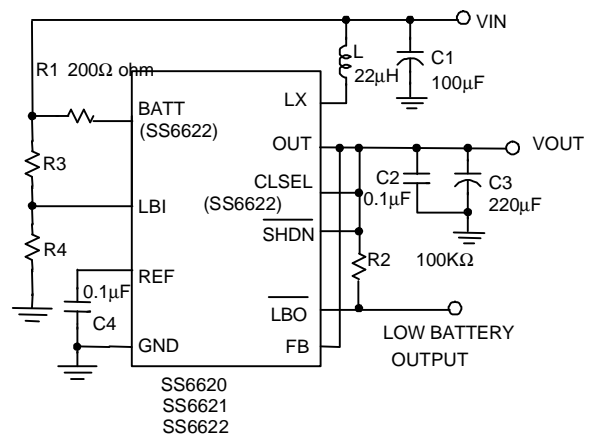 VIN
R1 200Ω ohm
L
22µH
C1
100µF
LX
BATT
(SS6622)
OUT
VOUT
R3
CLSEL
(SS6622)
C2
0.1µF
C3
220µF
LBI
SHDN
R4
R2
100KΩ
REF
0.1µF
C4
LBO
LOW BATTERY
OUTPUT
GND
FB
SS6620
SS6621
SS6622